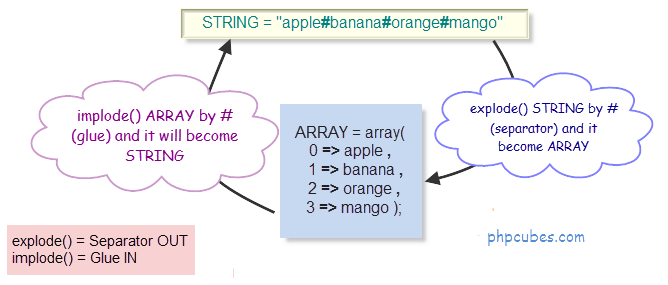 STRING = "apple#banana#orange#mango"
implode() ARRAY by #
(glue) and it will become
STRING
ARRAY = array(
0 => apple ,
1 => banana ,
2 => orange ,
3 => mango );
explode() STRING by #
(separator) and it
become ARRAY
explode() = Separator OUT
implode() = Glue IN
phpcubes.com